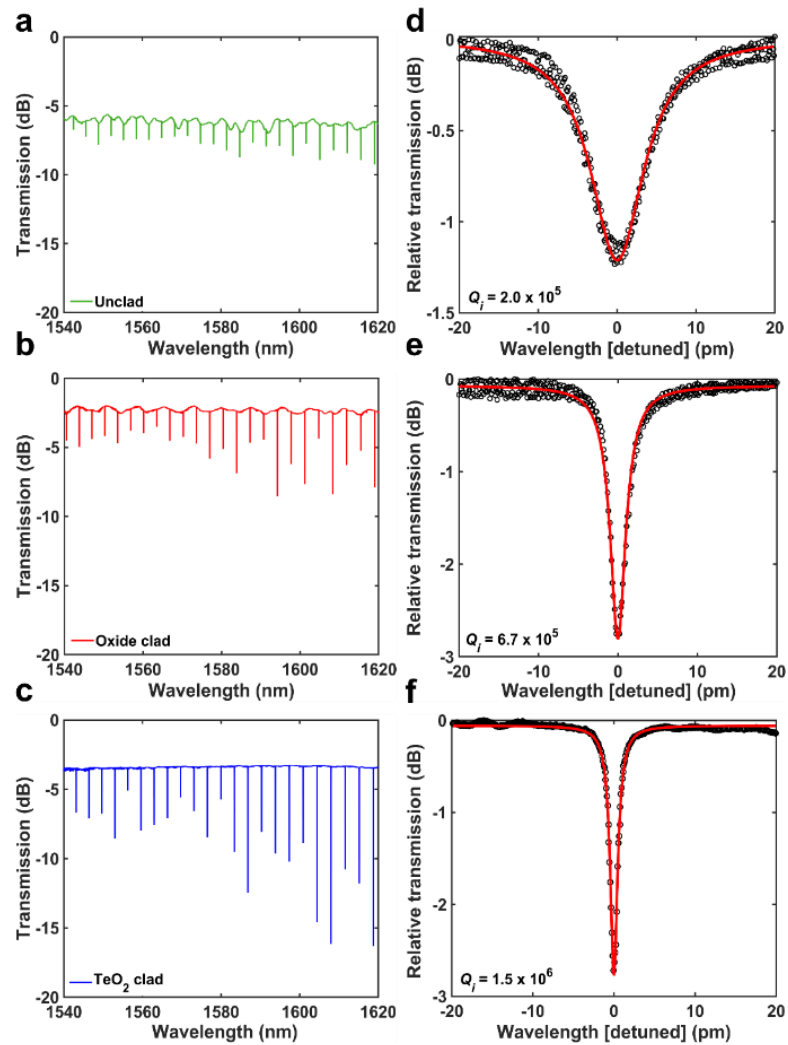 a
0
-5
-10
-15
-20
Transmission (dB)
Unclad
1540 1560 1580 1600 1620
Wavelength (nm)
d
0
-0.5
-1
-1.5
Relative transmission (dB)
Qi = 2.0 x 10^5
-20 -10 0 10 20
Wavelength [detuned] (pm)
b
0
-5
-10
-15
-20
Transmission (dB)
Oxide clad
1540 1560 1580 1600 1620
Wavelength (nm)
e
0
-1
-2
-3
Relative transmission (dB)
Qi = 6.7 x 10^5
-20 -10 0 10 20
Wavelength [detuned] (pm)
c
0
-5
-10
-15
-20
Transmission (dB)
TeO2 clad
1540 1560 1580 1600 1620
Wavelength (nm)
f
0
-1
-2
-3
Relative transmission (dB)
Qi = 1.5 x 10^6
-20 -10 0 10 20
Wavelength [detuned] (pm)